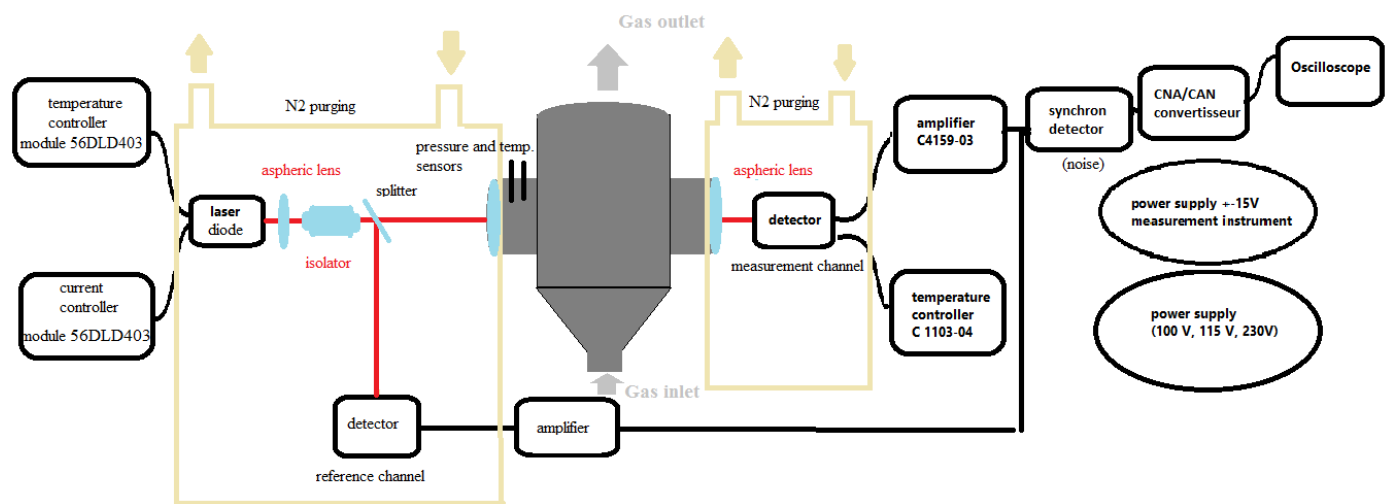 Gas outlet
temperature
controller
module 56DLD403
N2 purging
pressure and temp.
sensors
aspheric lens
splitter
laser
diode
isolator
current
controller
module 56DLD403
detector
reference channel
amplifier
Gas inlet
N2 purging
aspheric lens
detector
measurement channel
amplifier
C4159-03
temperature
controller
C 1103-04
synchron
detector
(noise)
CNA/CAN
convertisseur
Oscilloscope
power supply +-15V
measurement instrument
power supply
(100 V, 115 V, 230V)